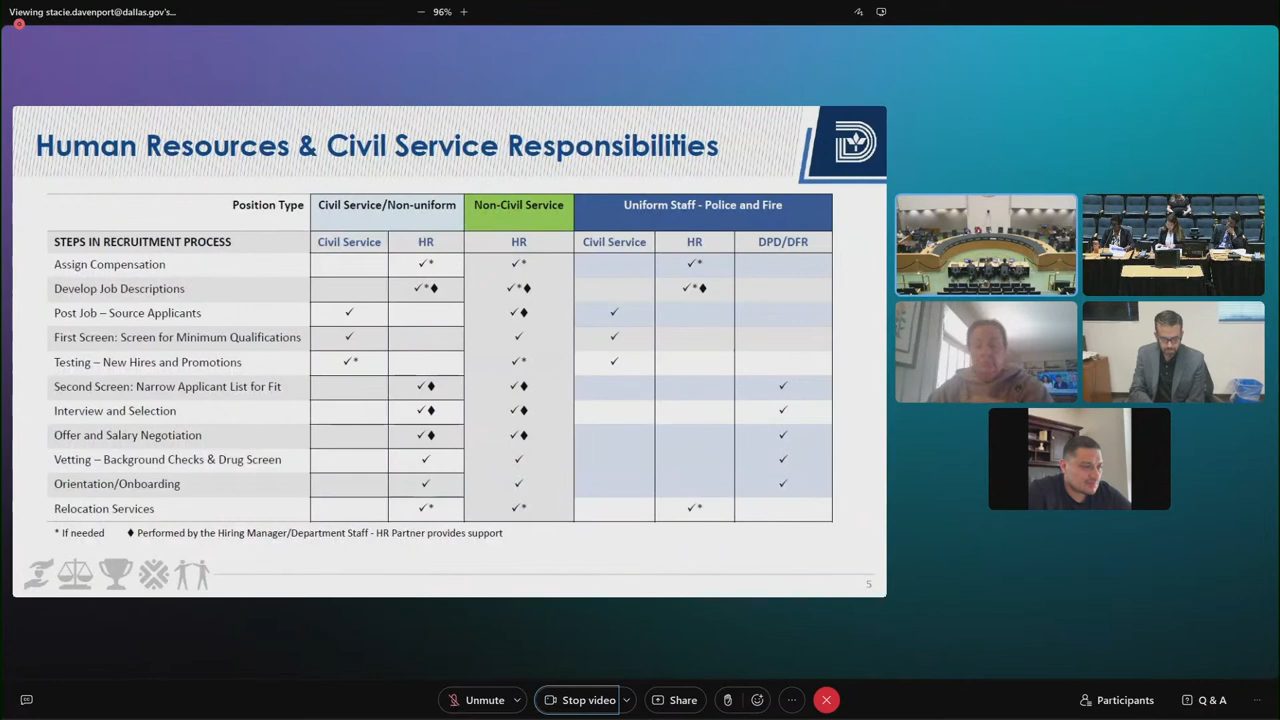 Viewing stacie.davenport@dallas.gov's...
96%
Human Resources & Civil Service Responsibilities
Position Type Civil Service/Non-uniform Non-Civil Service Uniform Staff - Police and Fire
STEPS IN RECRUITMENT PROCESS Civil Service HR HR Civil Service HR DPD/DFR
Assign Compensation ✓* ✓* ✓*
Develop Job Descriptions ✓*♦ ✓*♦ ✓*♦
Post Job – Source Applicants ✓ ✓♦ ✓
First Screen: Screen for Minimum Qualifications ✓ ✓ ✓
Testing – New Hires and Promotions ✓* ✓* ✓
Second Screen: Narrow Applicant List for Fit ✓♦ ✓♦ ✓
Interview and Selection ✓♦ ✓♦ ✓
Offer and Salary Negotiation ✓♦ ✓♦ ✓
Vetting – Background Checks & Drug Screen ✓ ✓ ✓
Orientation/Onboarding ✓ ✓ ✓
Relocation Services ✓* ✓* ✓*
* If needed ♦ Performed by the Hiring Manager/Department Staff - HR Partner provides support
5
Unmute Stop video Share Participants Q & A